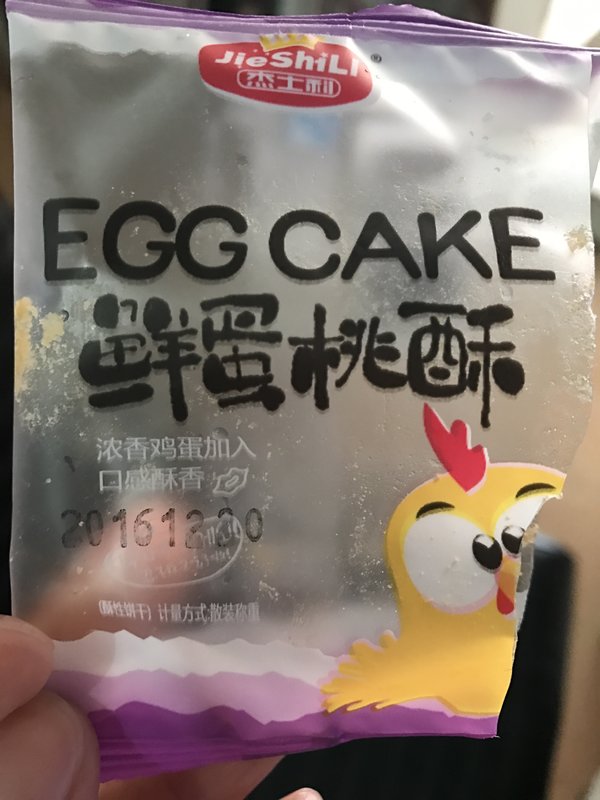 JieShiLi®
杰士利
EGG CAKE
鲜蛋桃酥
浓香鸡蛋加入
口感酥香
20161220
(酥性饼干) 计量方式:散装称重